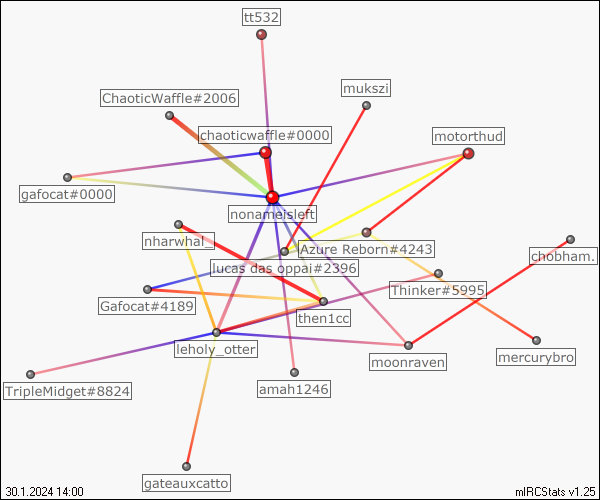 tt532
mukszi
ChaoticWaffle#2006
chaoticwaffle#0000
motorthud
gafocat#0000
nonameisleft
nharwhal_
Azure Reborn#4243
chobham.
lucas das oppai#2396
Thinker#5995
Gafocat#4189
then1cc
leholy_otter
moonraven
mercurybro
TripleMidget#8824
amah1246
gateauxcatto
30.1.2024 14:00
mIRCStats v1.25